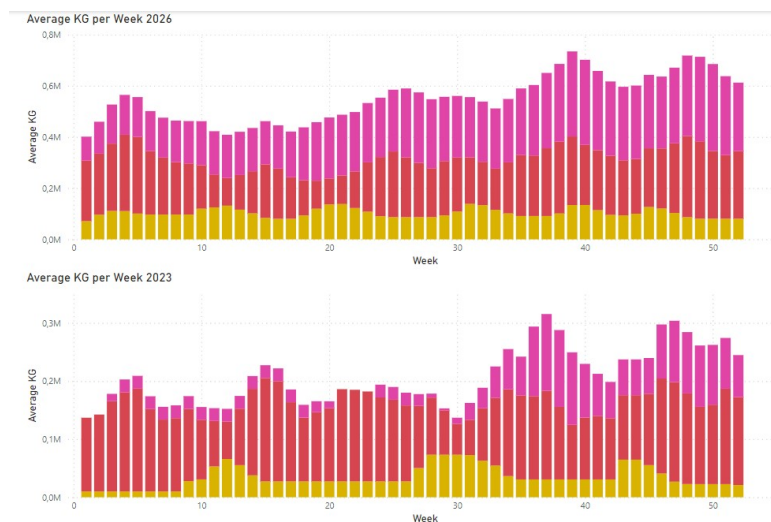 Average KG per Week 2026
0,8M
0,6M
0,4M
0,2M
0,0M
Average KG
0 10 20 30 40 50
Week
Average KG per Week 2023
0,3M
0,2M
0,1M
0,0M
Average KG
0 10 20 30 40 50
Week